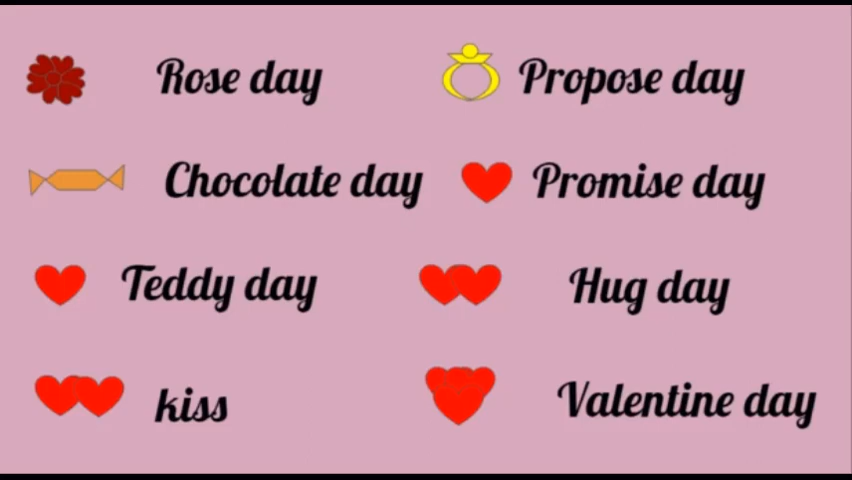 Rose day
Propose day
Chocolate day
Promise day
Teddy day
Hug day
kiss
Valentine day